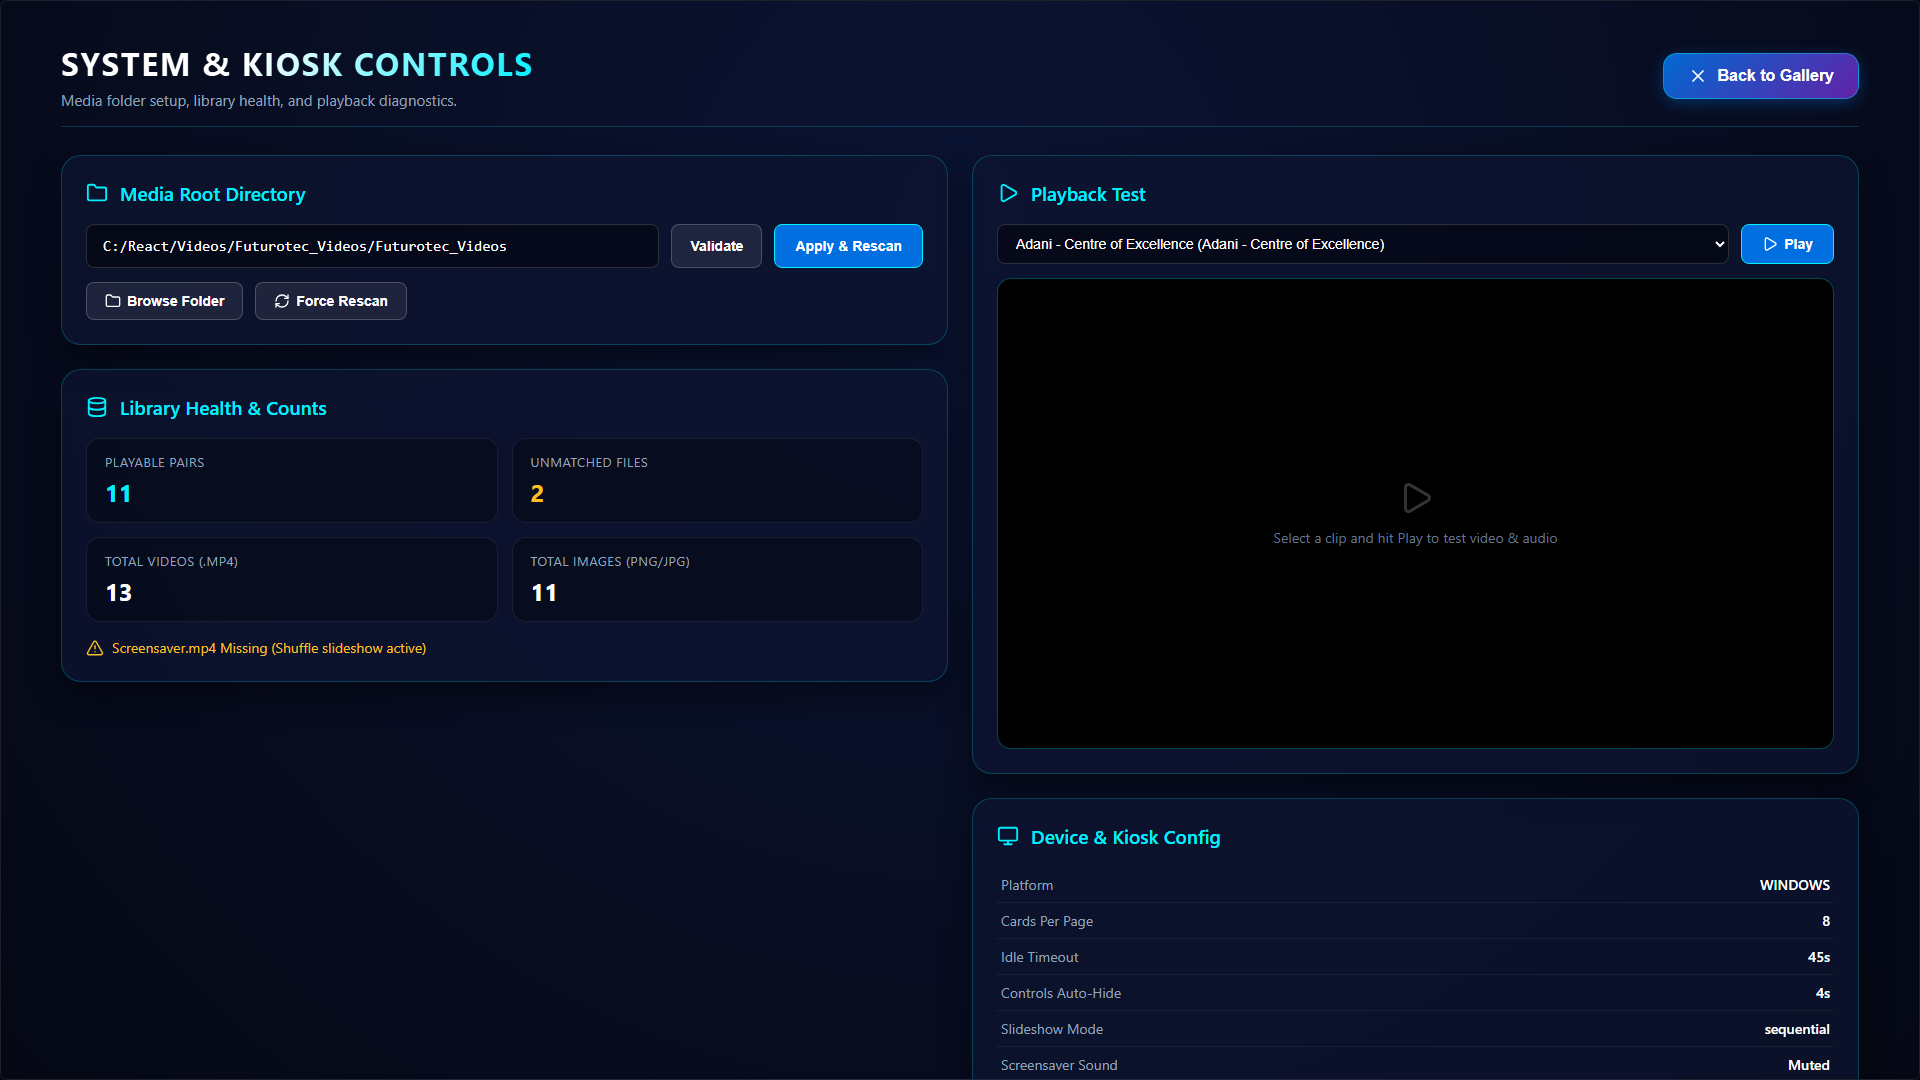 SYSTEM & KIOSK CONTROLS
Media folder setup, library health, and playback diagnostics.
Back to Gallery
Media Root Directory
C:/React/Videos/Futurotec_Videos/Futurotec_Videos
Validate
Apply & Rescan
Browse Folder
Force Rescan
Library Health & Counts
PLAYABLE PAIRS
11
UNMATCHED FILES
2
TOTAL VIDEOS (.MP4)
13
TOTAL IMAGES (PNG/JPG)
11
Screensaver.mp4 Missing (Shuffle slideshow active)
Playback Test
Adani - Centre of Excellence (Adani - Centre of Excellence)
Play
Select a clip and hit Play to test video & audio
Device & Kiosk Config
Platform WINDOWS
Cards Per Page 8
Idle Timeout 45s
Controls Auto-Hide 4s
Slideshow Mode sequential
Screensaver Sound Muted